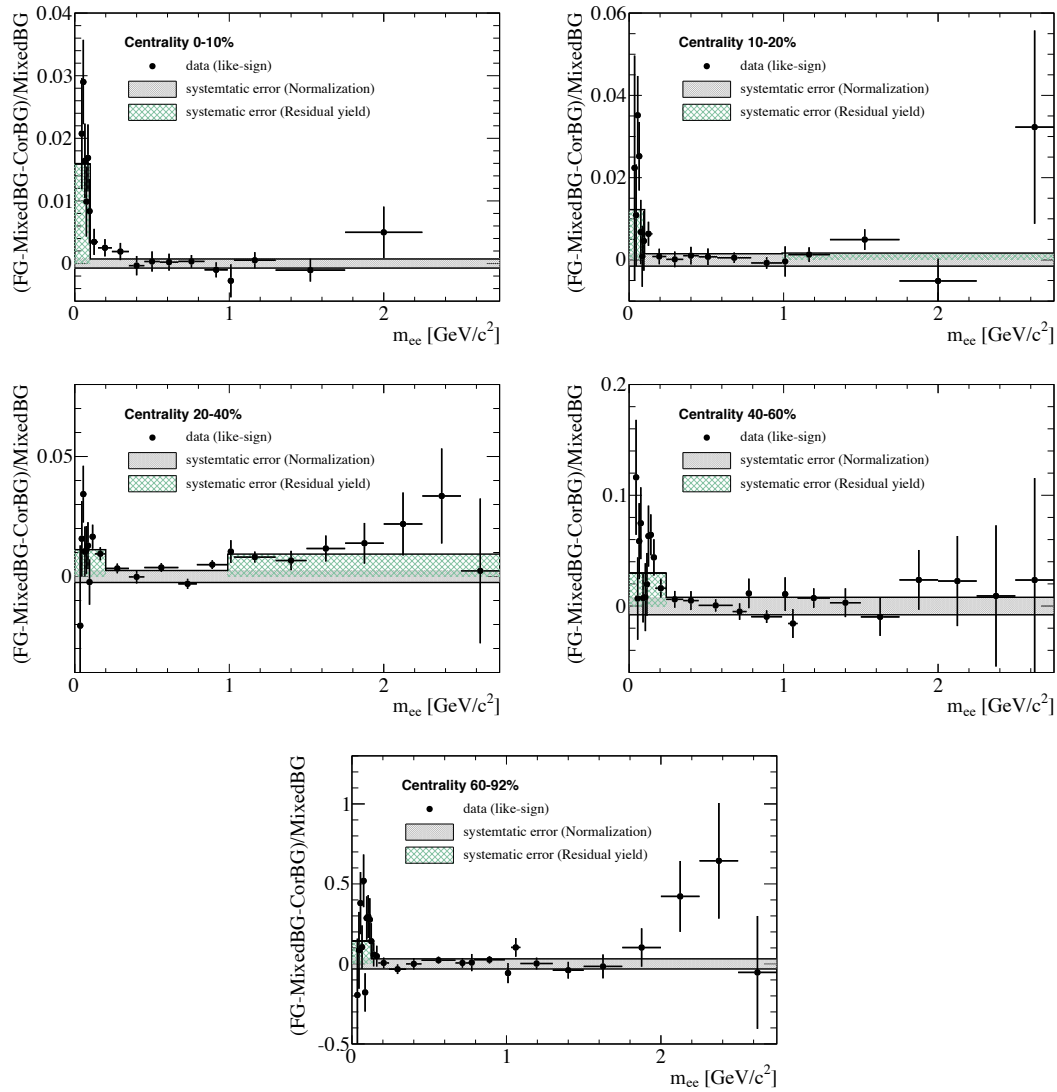 (FG-MixedBG-CorBG)/MixedBG
0.04
0.03
0.02
0.01
0
Centrality 0-10%
data (like-sign)
systemtatic error (Normalization)
systematic error (Residual yield)
0 1 2
m_ee [GeV/c²]
(FG-MixedBG-CorBG)/MixedBG
0.06
0.04
0.02
0.00
Centrality 10-20%
data (like-sign)
systemtatic error (Normalization)
systematic error (Residual yield)
0 1 2
m_ee [GeV/c²]
(FG-MixedBG-CorBG)/MixedBG
0.05
0
Centrality 20-40%
data (like-sign)
systemtatic error (Normalization)
systematic error (Residual yield)
0 1 2
m_ee [GeV/c²]
(FG-MixedBG-CorBG)/MixedBG
0.2
0.1
0
Centrality 40-60%
data (like-sign)
systemtatic error (Normalization)
systematic error (Residual yield)
0 1 2
m_ee [GeV/c²]
(FG-MixedBG-CorBG)/MixedBG
1
0.5
0
-0.5
Centrality 60-92%
data (like-sign)
systemtatic error (Normalization)
systematic error (Residual yield)
0 1 2
m_ee [GeV/c²]